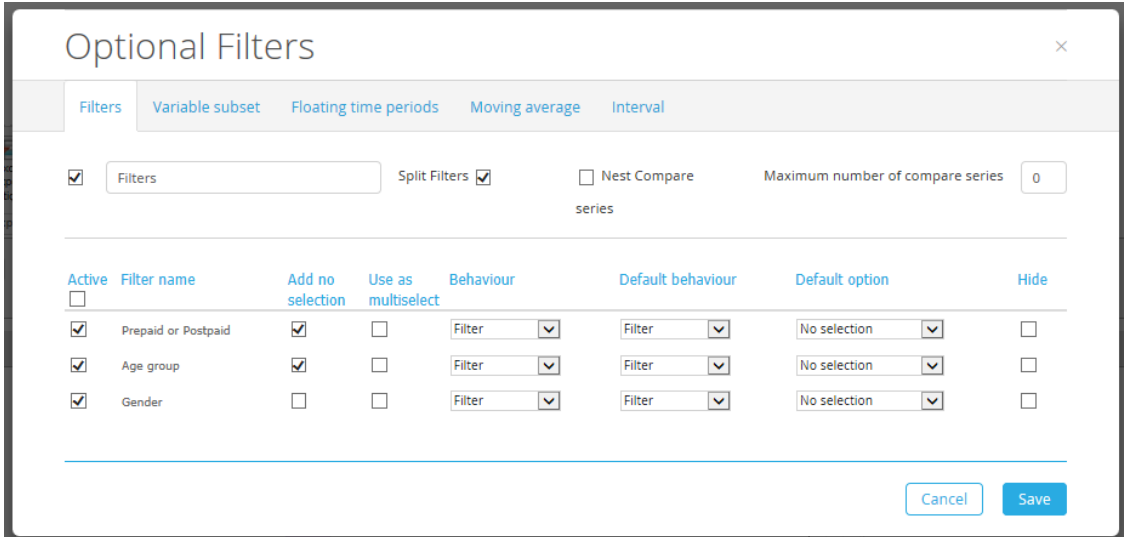 Optional Filters
Filters Variable subset Floating time periods Moving average Interval
Filters Split Filters Nest Compare series Maximum number of compare series 0
Active Filter name Add no selection Use as multiselect Behaviour Default behaviour Default option Hide
Prepaid or Postpaid Filter Filter No selection
Age group Filter Filter No selection
Gender Filter Filter No selection
Cancel Save